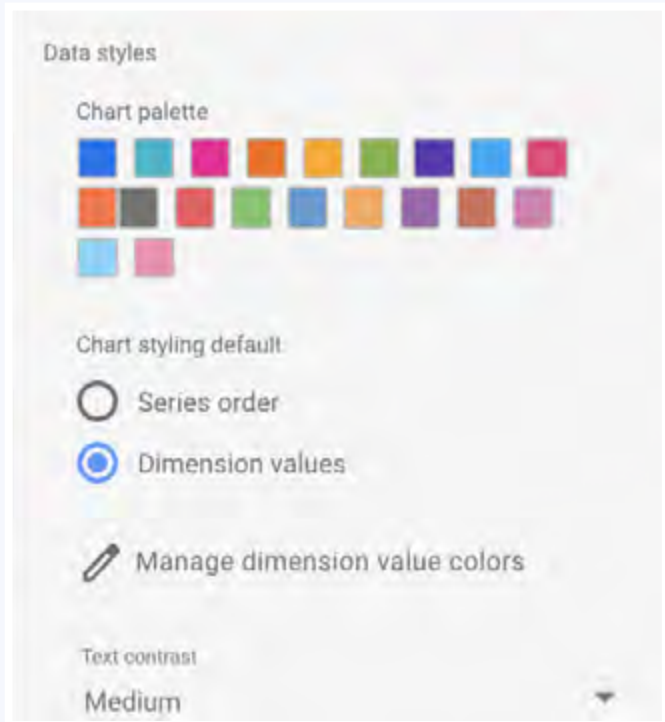 Data styles
Chart palette
Chart styling default
Series order
Dimension values
Manage dimension value colors
Text contrast
Medium